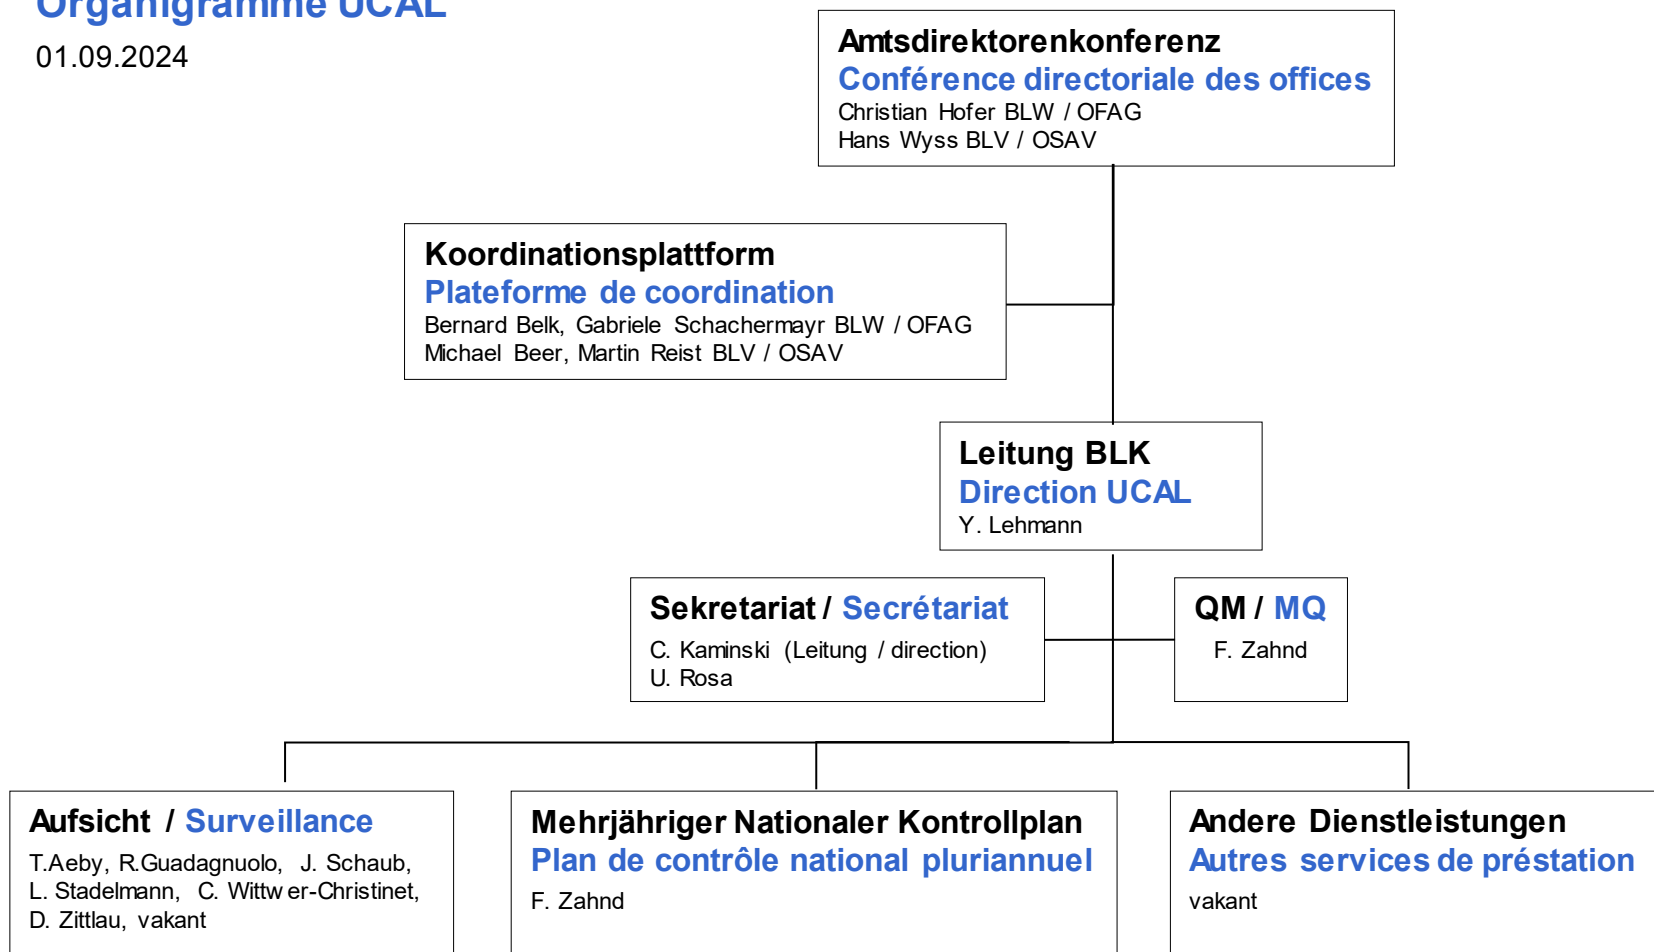 Organigramme UCAL
01.09.2024
Amtsdirektorenkonferenz
Conférence directoriale des offices
Christian Hofer BLW / OFAG
Hans Wyss BLV / OSAV
Koordinationsplattform
Plateforme de coordination
Bernard Belk, Gabriele Schachermayr BLW / OFAG
Michael Beer, Martin Reist BLV / OSAV
Leitung BLK
Direction UCAL
Y. Lehmann
Sekretariat / Secrétariat
C. Kaminski (Leitung / direction)
U. Rosa
QM / MQ
F. Zahnd
Aufsicht / Surveillance
T.Aeby, R.Guadagnuolo, J. Schaub,
L. Stadelmann, C. Wittwer-Christinet,
D. Zittlau, vakant
Mehrjähriger Nationaler Kontrollplan
Plan de contrôle national pluriannuel
F. Zahnd
Andere Dienstleistungen
Autres services de préstation
vakant